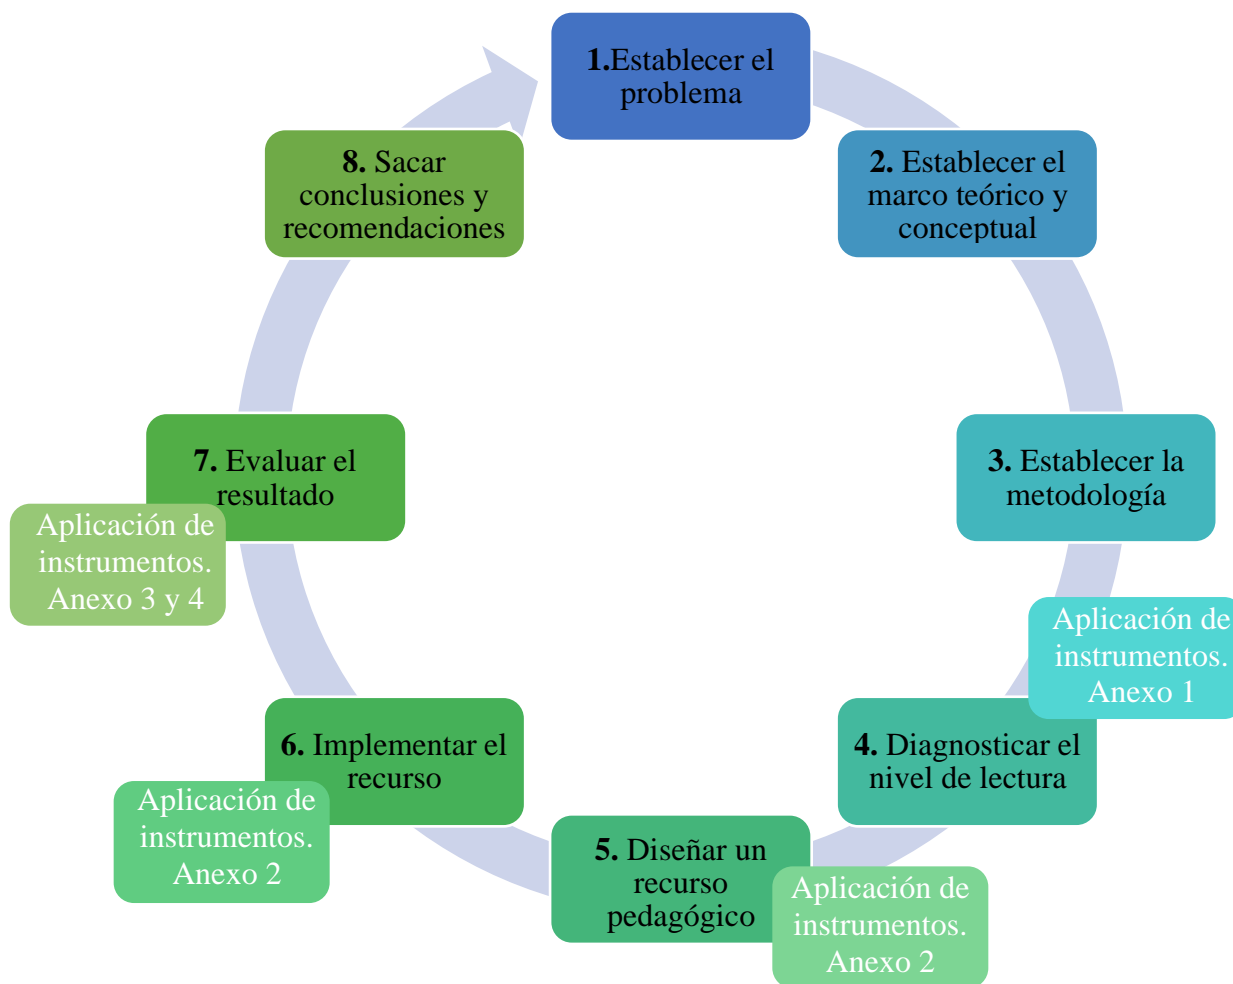 1.Establecer el
problema
2. Establecer el
marco teórico y
conceptual
3. Establecer la
metodología
Aplicación de
instrumentos.
Anexo 1
4. Diagnosticar el
nivel de lectura
5. Diseñar un
recurso
pedagógico
Aplicación de
instrumentos.
Anexo 2
6. Implementar el
recurso
Aplicación de
instrumentos.
Anexo 2
7. Evaluar el
resultado
Aplicación de
instrumentos.
Anexo 3 y 4
8. Sacar
conclusiones y
recomendaciones